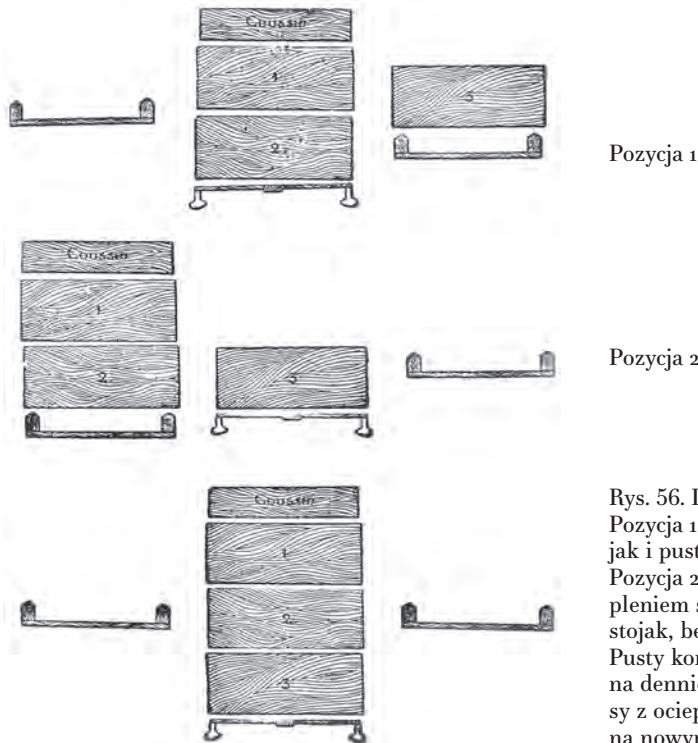 Coussin
1
2
3
Pozycja 1
Coussin
1
2
3
Pozycja 2
Coussin
1
2
3
Rys. 56.
Pozycja 1
jak i pust
Pozycja 2
pleniem s
stojak, be
Pusty kor
na dennic
sy z ociep
na nowyn